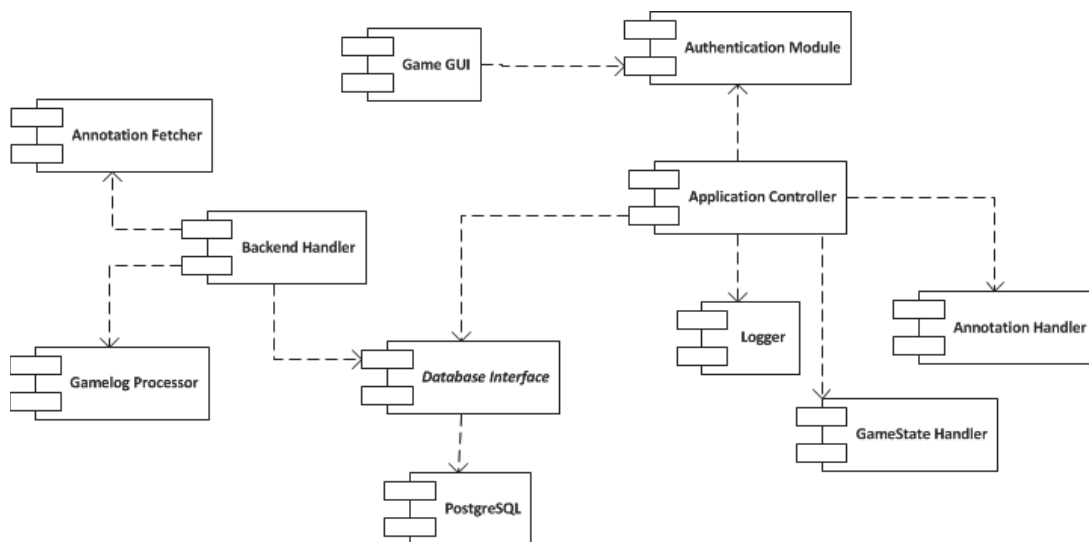 Authentication Module
Game GUI
Annotation Fetcher
Application Controller
Backend Handler
Annotation Handler
Logger
Database Interface
Gamelog Processor
GameState Handler
PostgreSQL